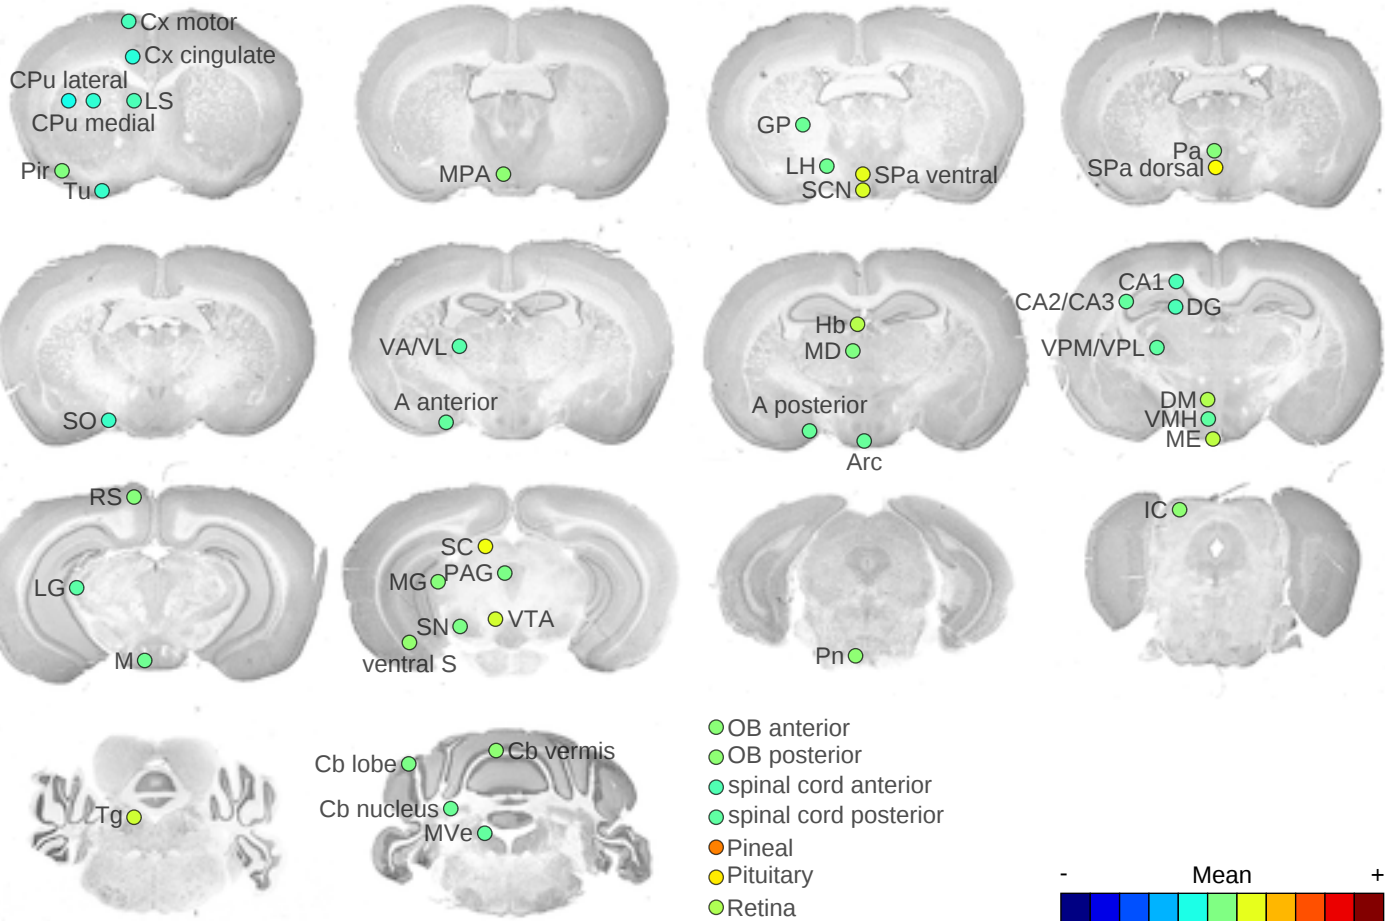 Cx motor
Cx cingulate
CPu lateral
LS
CPu medial
Pir
Tu
MPA
GP
LH
SPa ventral
SCN
Pa
SPa dorsal
SO
VA/VL
A anterior
Hb
MD
A posterior
Arc
CA1
CA2/CA3
DG
VPM/VPL
DM
VMH
ME
RS
LG
M
SC
MG
PAG
SN
VTA
ventral S
Pn
IC
Tg
Cb lobe
Cb vermis
Cb nucleus
MVe
OB anterior
OB posterior
spinal cord anterior
spinal cord posterior
Pineal
Pituitary
Retina
- Mean +